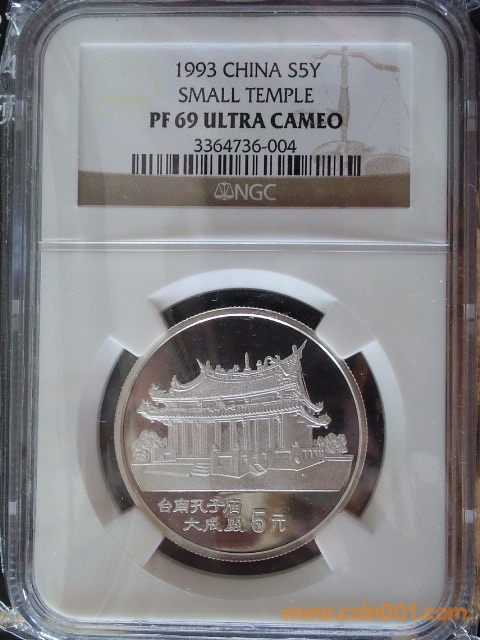 1993 CHINA S5Y
SMALL TEMPLE
PF 69 ULTRA CAMEO
3364736-004
NGC
台南孔子庙
大成殿 5元
www.coin001.com